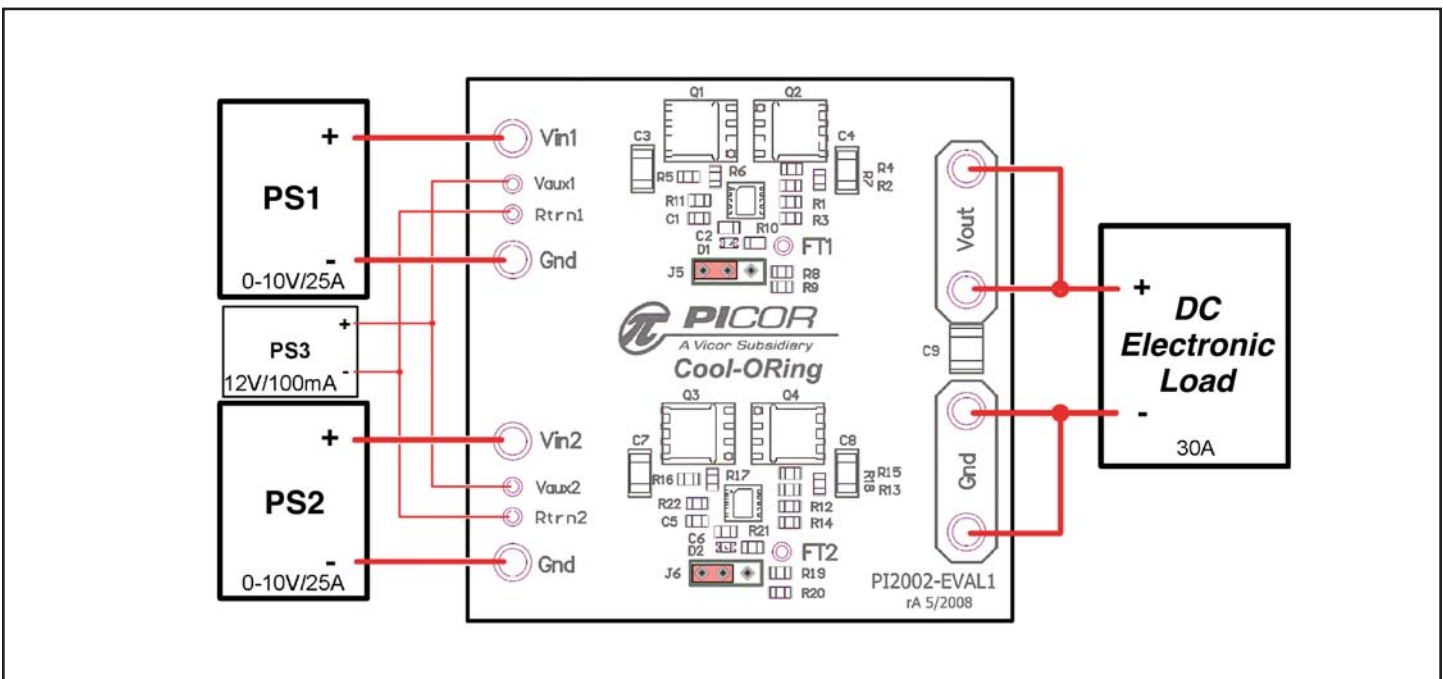 +
PS1
-
0-10V/25A
+
PS3
-
12V/100mA
+
PS2
-
0-10V/25A
Vin1
Vaux1
Rtrn1
Gnd
Vin2
Vaux2
Rtrn2
Gnd
Q1
Q2
C3
C4
R5
R6
R4
R7
R2
R11
R1
C1
R3
C2
R10
D1
FT1
J5
R8
R9
PICOR
A Vicor Subsidiary
Cool-ORing
Q3
Q4
C7
C8
R16
R17
R15
R18
R13
R22
R12
C5
R14
C6
R21
D2
FT2
J6
R19
R20
Vout
C9
Gnd
PI2002-EVAL1
rA 5/2008
+
DC
Electronic
Load
-
30A